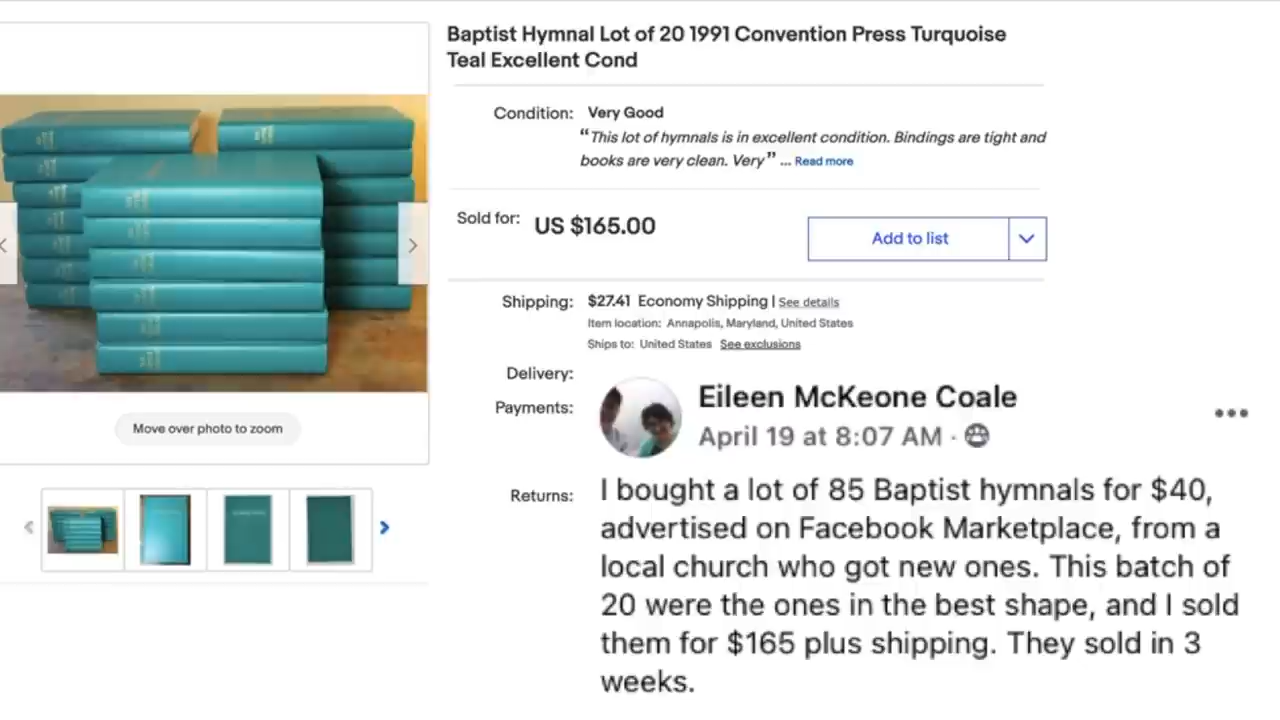 Baptist Hymnal Lot of 20 1991 Convention Press Turquoise
Teal Excellent Cond
Condition: Very Good
“This lot of hymnals is in excellent condition. Bindings are tight and
books are very clean. Very” ... Read more
Sold for: US $165.00
Add to list
Shipping: $27.41 Economy Shipping | See details
Item location: Annapolis, Maryland, United States
Ships to: United States See exclusions
Delivery:
Payments:
Returns:
Move over photo to zoom
Eileen McKeone Coale
April 19 at 8:07 AM ·
I bought a lot of 85 Baptist hymnals for $40,
advertised on Facebook Marketplace, from a
local church who got new ones. This batch of
20 were the ones in the best shape, and I sold
them for $165 plus shipping. They sold in 3
weeks.